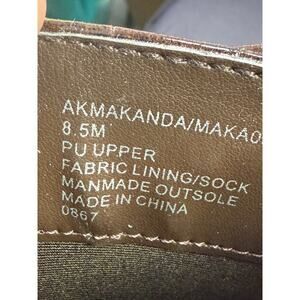 AKMAKANDA/MAKA0
8.5M
PU UPPER
FABRIC LINING/SOCK
MANMADE OUTSOLE
MADE IN CHINA
0867